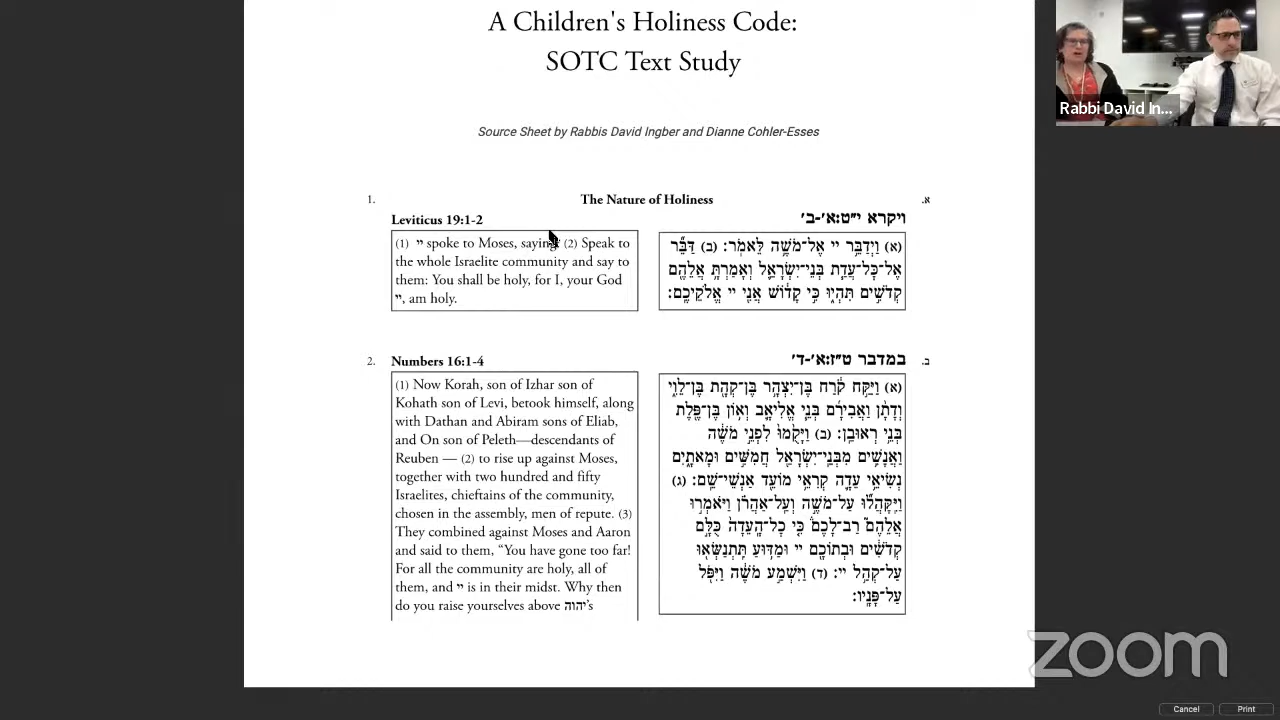 A Children's Holiness Code:
SOTC Text Study
Source Sheet by Rabbis David Ingber and Dianne Cohler-Esses
Rabbi David In...
1.
The Nature of Holiness
א.
Leviticus 19:1-2
(1) יי spoke to Moses, saying: (2) Speak to
the whole Israelite community and say to
them: You shall be holy, for I, your God
יי, am holy.
ויקרא י״ט:א׳-ב׳
(א) וַיְדַבֵּ֥ר יי אֶל־מֹשֶׁ֥ה לֵּאמֹֽר׃ (ב) דַּבֵּ֞ר
אֶל־כׇּל־עֲדַ֧ת בְּנֵי־יִשְׂרָאֵ֛ל וְאָמַרְתָּ֥ אֲלֵהֶ֖ם
קְדֹשִׁ֣ים תִּהְי֑וּ כִּ֣י קָד֔וֹשׁ אֲנִ֖י יי אֱלֹקֵיכֶֽם׃
2.
Numbers 16:1-4
(1) Now Korah, son of Izhar son of
Kohath son of Levi, betook himself, along
with Dathan and Abiram sons of Eliab,
and On son of Peleth—descendants of
Reuben — (2) to rise up against Moses,
together with two hundred and fifty
Israelites, chieftains of the community,
chosen in the assembly, men of repute. (3)
They combined against Moses and Aaron
and said to them, “You have gone too far!
For all the community are holy, all of
them, and יי is in their midst. Why then
do you raise yourselves above יהוה’s
במדבר ט״ז:א׳-ד׳
ב.
(א) וַיִּקַּ֣ח קֹ֔רַח בֶּן־יִצְהָ֥ר בֶּן־קְהָ֖ת בֶּן־לֵוִ֑י
וְדָתָ֨ן וַאֲבִירָ֜ם בְּנֵ֧י אֱלִיאָ֛ב וְא֥וֹן בֶּן־פֶּ֖לֶת
בְּנֵ֥י רְאוּבֵֽן׃ (ב) וַיָּקֻ֙מוּ֙ לִפְנֵ֣י מֹשֶׁ֔ה
וַאֲנָשִׁ֥ים מִבְּנֵֽי־יִשְׂרָאֵ֖ל חֲמִשִּׁ֣ים וּמָאתָ֑יִם
נְשִׂיאֵ֥י עֵדָ֛ה קְרִאֵ֥י מוֹעֵ֖ד אַנְשֵׁי־שֵֽׁם׃ (ג)
וַיִּֽקָּהֲל֞וּ עַל־מֹשֶׁ֣ה וְעַֽל־אַהֲרֹ֗ן וַיֹּאמְר֣וּ
אֲלֵהֶם֮ רַב־לָכֶם֒ כִּ֤י כׇל־הָֽעֵדָה֙ כֻּלָּ֣ם
קְדֹשִׁ֔ים וּבְתוֹכָ֖ם יי וּמַדּ֥וּעַ תִּֽתְנַשְּׂא֖וּ
עַל־קְהַ֥ל יי׃ (ד) וַיִּשְׁמַ֣ע מֹשֶׁ֔ה וַיִּפֹּ֖ל
עַל־פָּנָֽיו׃
zoom
Cancel
Print